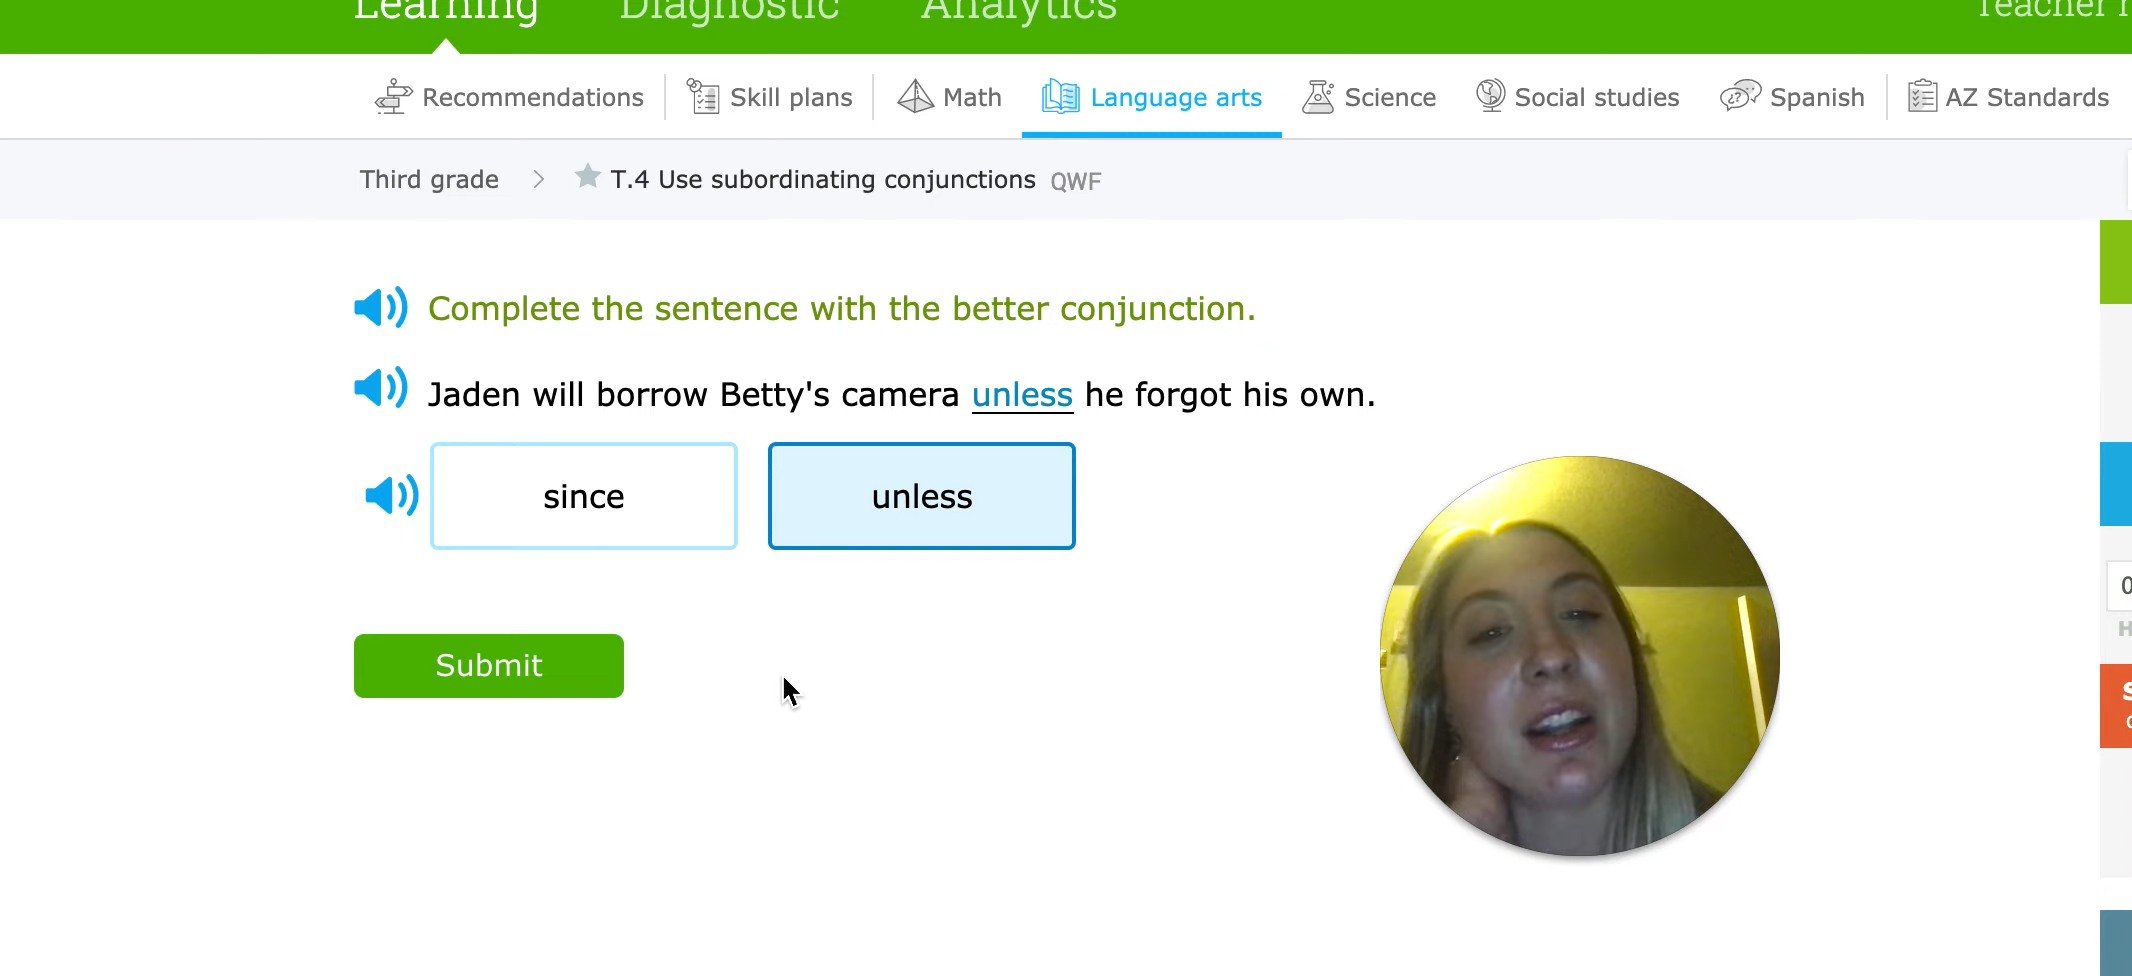 Learning Diagnostic Analytics Teacher
Recommendations Skill plans Math Language arts Science Social studies Spanish AZ Standards
Third grade > T.4 Use subordinating conjunctions QWF
Complete the sentence with the better conjunction.
Jaden will borrow Betty's camera unless he forgot his own.
since unless
Submit